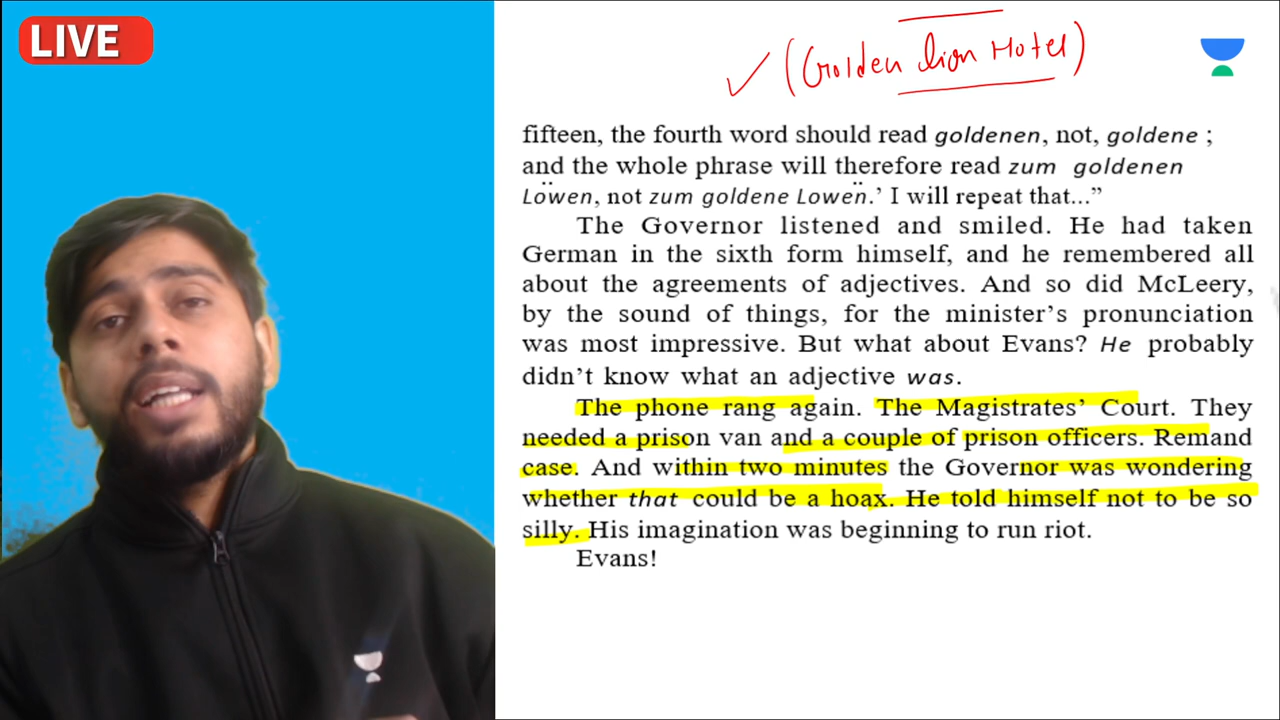 LIVE
(Golden Lion Hotel)
fifteen, the fourth word should read goldenen, not, goldene ;
and the whole phrase will therefore read zum goldenen
Löwen, not zum goldene Lowen̈.’ I will repeat that...”
The Governor listened and smiled. He had taken
German in the sixth form himself, and he remembered all
about the agreements of adjectives. And so did McLeery,
by the sound of things, for the minister’s pronunciation
was most impressive. But what about Evans? He probably
didn’t know what an adjective was.
The phone rang again. The Magistrates’ Court. They
needed a prison van and a couple of prison officers. Remand
case. And within two minutes the Governor was wondering
whether that could be a hoax. He told himself not to be so
silly. His imagination was beginning to run riot.
Evans!